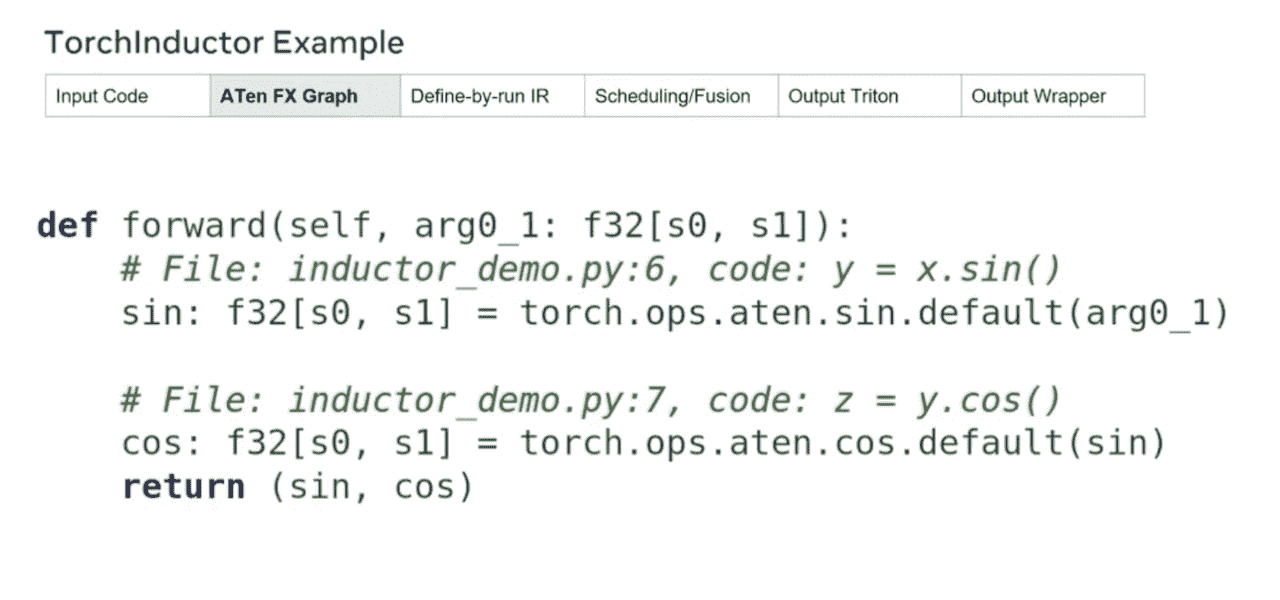 TorchInductor Example
Input Code ATen FX Graph Define-by-run IR Scheduling/Fusion Output Triton Output Wrapper
def forward(self, arg0_1: f32[s0, s1]):
    # File: inductor_demo.py:6, code: y = x.sin()
    sin: f32[s0, s1] = torch.ops.aten.sin.default(arg0_1)
    # File: inductor_demo.py:7, code: z = y.cos()
    cos: f32[s0, s1] = torch.ops.aten.cos.default(sin)
    return (sin, cos)